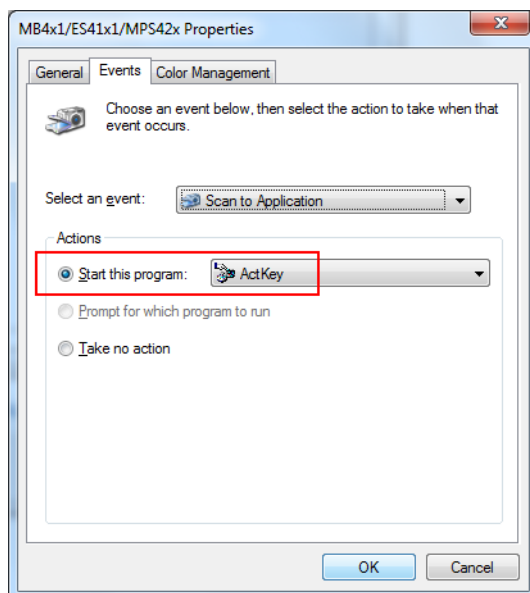 MB4x1/ES41x1/MPS42x Properties
General Events Color Management
Choose an event below, then select the action to take when that
event occurs.
Select an event: Scan to Application
Actions
Start this program: ActKey
Prompt for which program to run
Take no action
OK Cancel